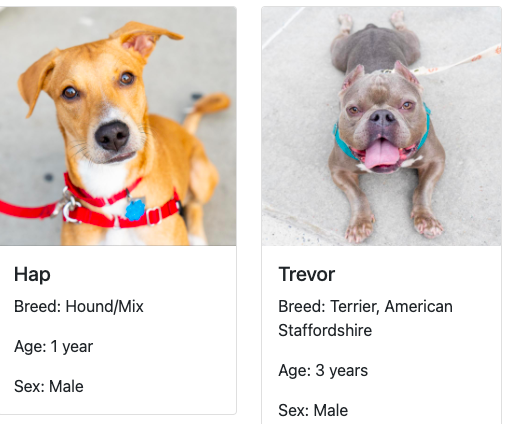 Hap
Breed: Hound/Mix
Age: 1 year
Sex: Male
Trevor
Breed: Terrier, American
Staffordshire
Age: 3 years
Sex: Male